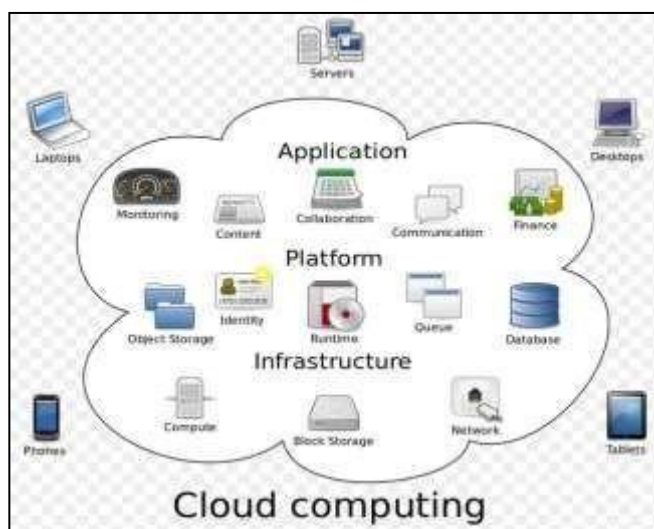 Servers
Laptops
Desktops
Application
Monitoring
Content
Collaboration
Communication
Finance
Platform
Object Storage
Identity
Runtime
Queue
Database
Infrastructure
Compute
Block Storage
Network
Phones
Tablets
Cloud computing